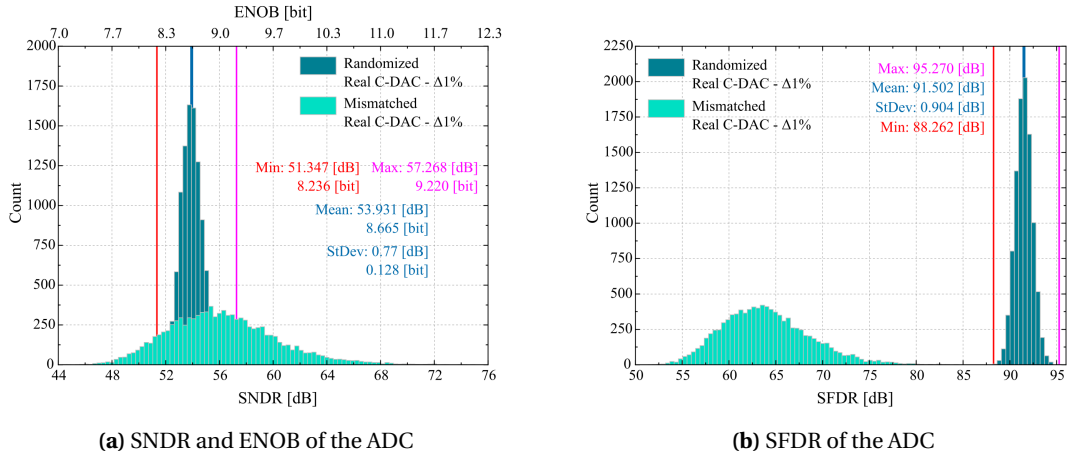 ENOB [bit]
7.0 7.7 8.3 8.6 9.0 9.2 9.7 10.3 11.0 11.7 12.3
2000
1750
1500
1250
1000
750
500
250
0
Count
Randomized
Real C-DAC - Δ1%
Mismatched
Real C-DAC - Δ1%
Min: 51.347 [dB]
8.236 [bit]
Max: 57.268 [dB]
9.220 [bit]
Mean: 53.931 [dB]
8.665 [bit]
StDev: 0.77 [dB]
0.128 [bit]
44 48 52 56 60 64 68 72 76
SNDR [dB]
(a) SNDR and ENOB of the ADC
2250
2000
1750
1500
1250
1000
750
500
250
0
Count
Randomized
Real C-DAC - Δ1%
Mismatched
Real C-DAC - Δ1%
Max: 95.270 [dB]
Mean: 91.502 [dB]
StDev: 0.904 [dB]
Min: 88.262 [dB]
50 55 60 65 70 75 80 85 90 95
SFDR [dB]
(b) SFDR of the ADC